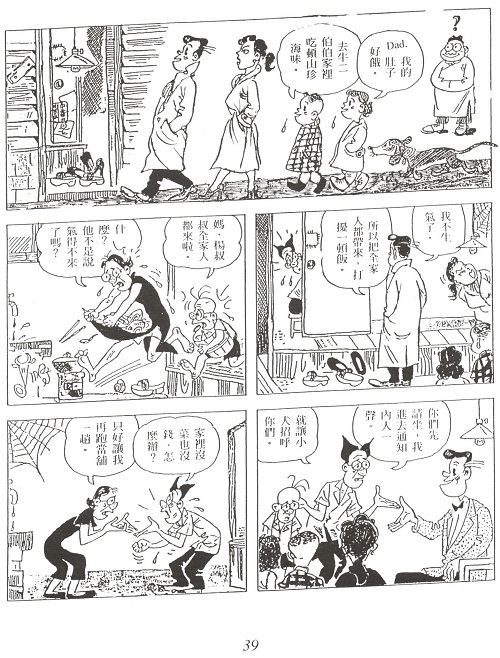 ?
Dad. 我的
肚子
好餓。
去牛二
伯伯家裡
吃頓山珍
海味。
我不生
氣了。
所以把全家
人都帶來，打
擾一頓飯。
媽，楊叔
叔全家人
都來啦
什
麼？
他不是說
氣得不來
了嗎？
你們先
請坐，我
進去通知
內人一
聲。
就讓小
犬招呼
你們。
家裡沒
菜也沒
錢，怎
麼辦？
只好讓我
再跑當舖
一趟。
39